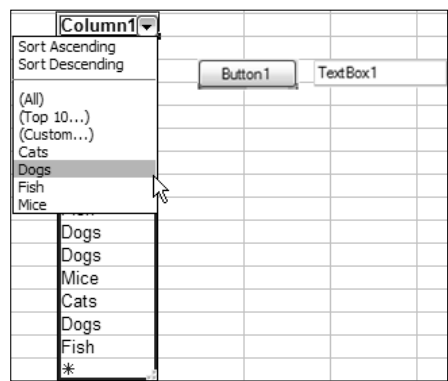 Column1
Sort Ascending
Sort Descending
Button1
TextBox1
(All)
(Top 10...)
(Custom...)
Cats
Dogs
Fish
Mice
Dogs
Dogs
Mice
Cats
Dogs
Fish
*